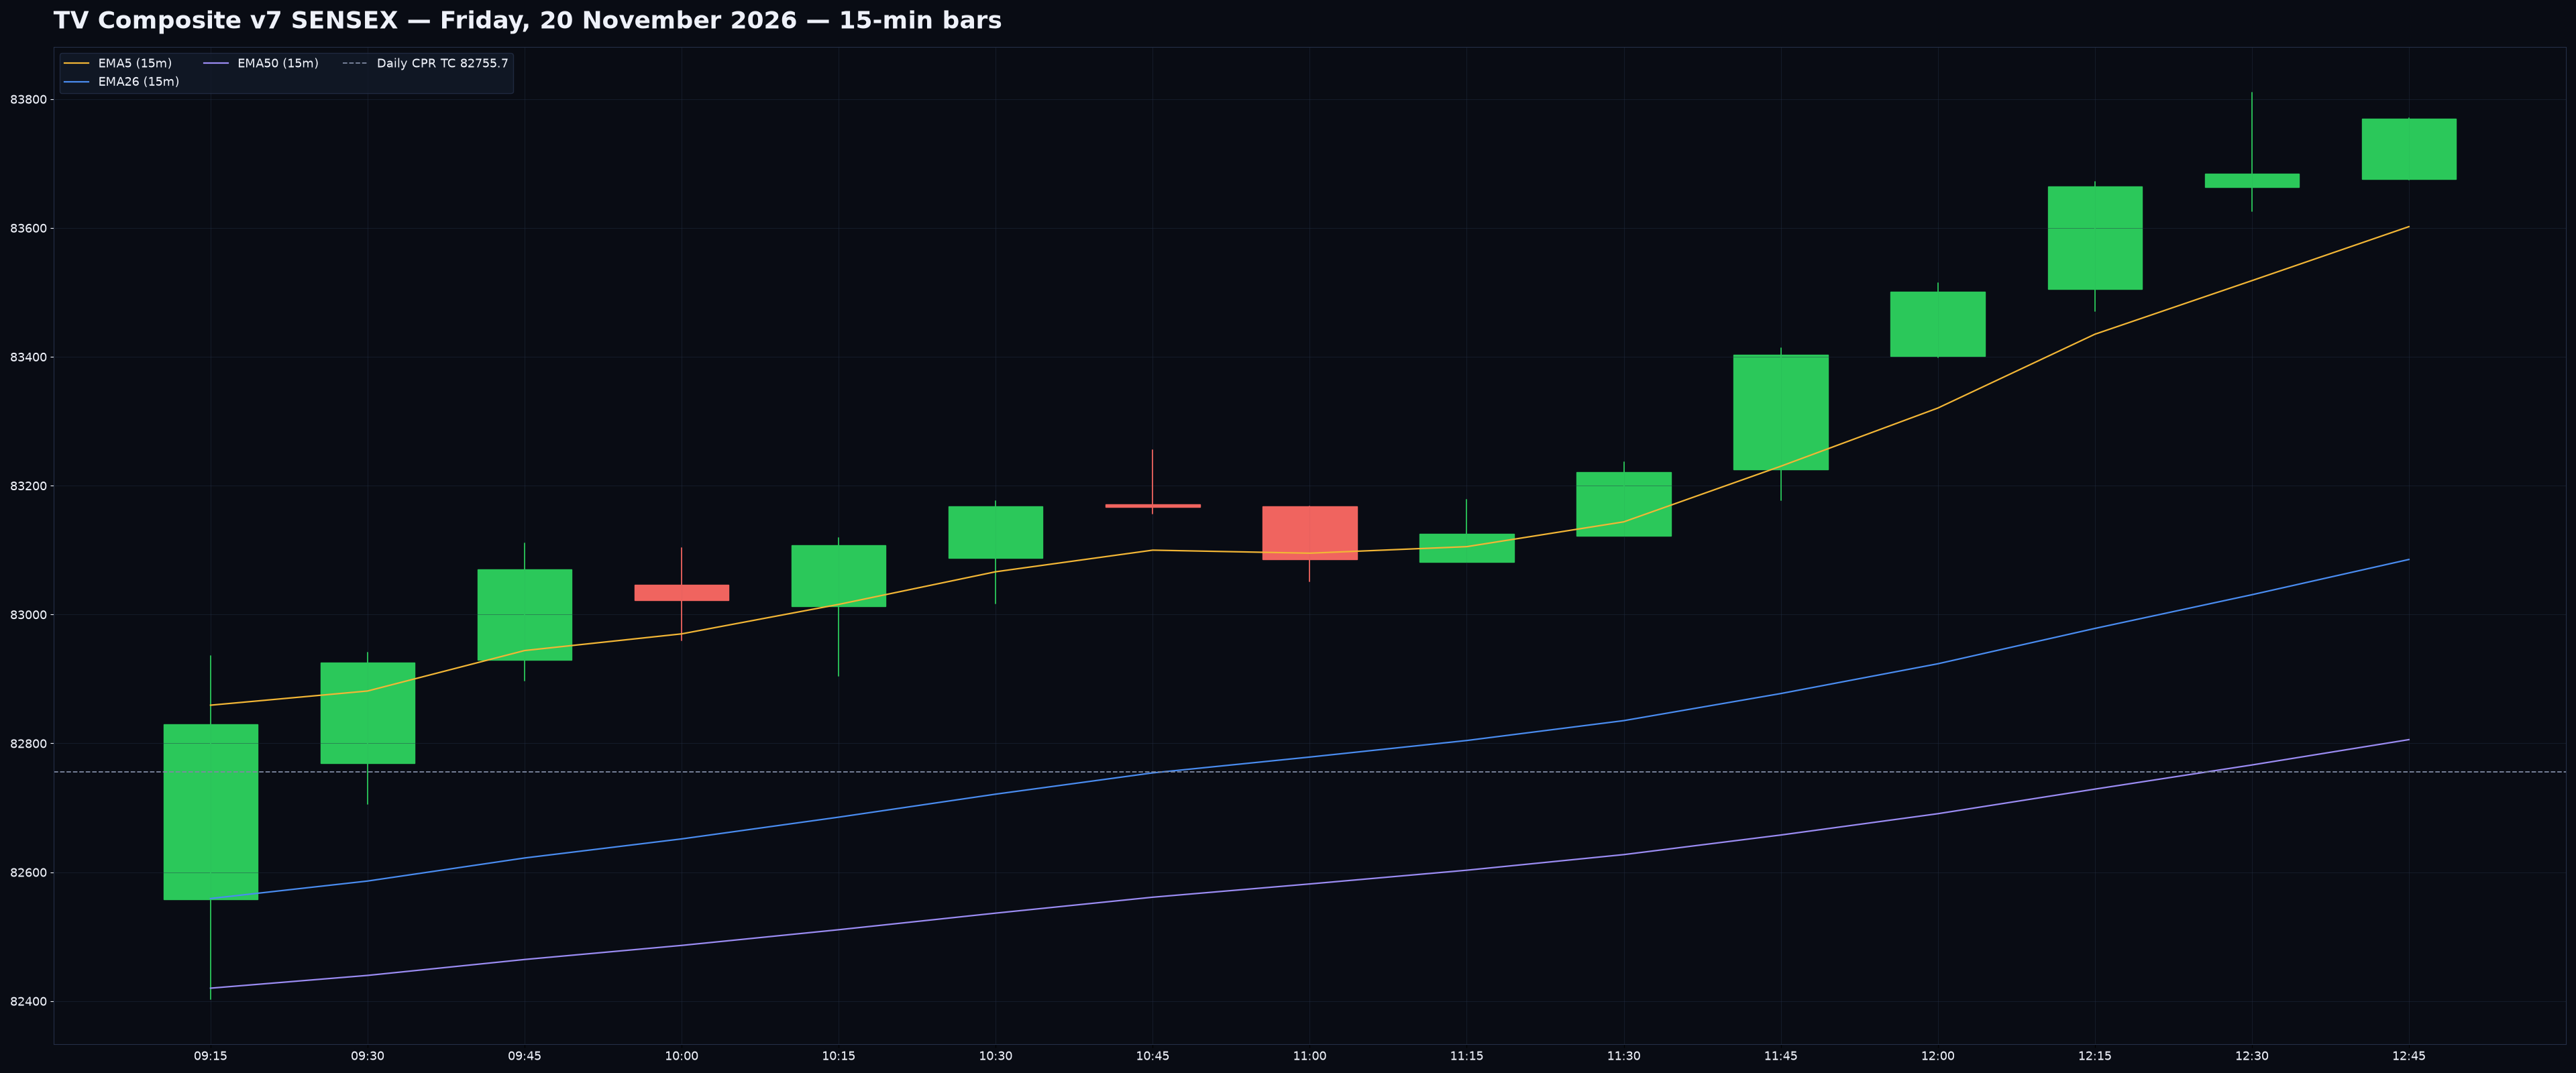 TV Composite v7 SENSEX — Friday, 20 November 2026 — 15-min bars
EMA5 (15m) EMA50 (15m) Daily CPR TC 82755.7
EMA26 (15m)
83800
83600
83400
83200
83000
82800
82600
82400
09:15 09:30 09:45 10:00 10:15 10:30 10:45 11:00 11:15 11:30 11:45 12:00 12:15 12:30 12:45